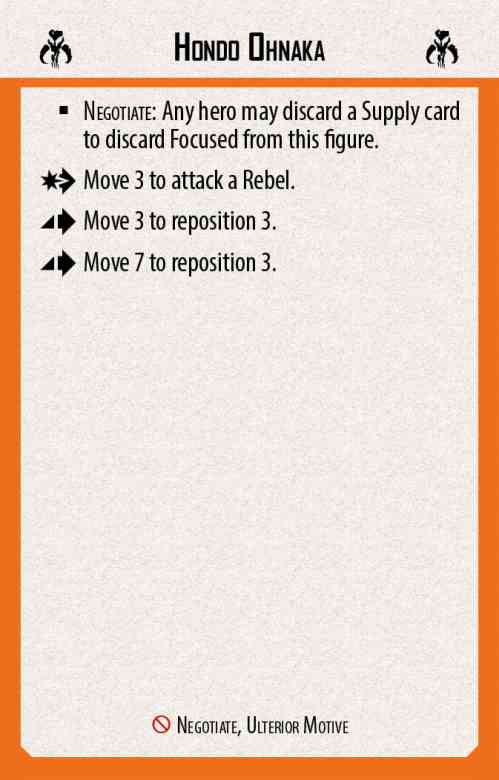 Hondo Ohnaka
▪ Negotiate: Any hero may discard a Supply card
to discard Focused from this figure.
Move 3 to attack a Rebel.
Move 3 to reposition 3.
Move 7 to reposition 3.
Negotiate, Ulterior Motive